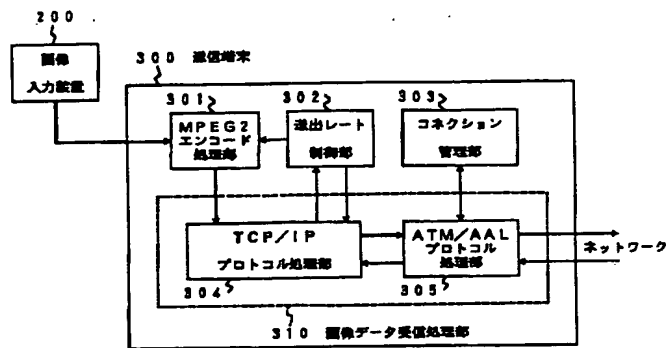 200
画像
入力装置
300 送信端末
301
MPEG2
エンコード
処理部
302
送出レート
制御部
303
コネクション
管理部
TCP/IP
プロトコル処理部
304
ATM/AAL
プロトコル
処理部
305
ネットワーク
310 画像データ受信処理部